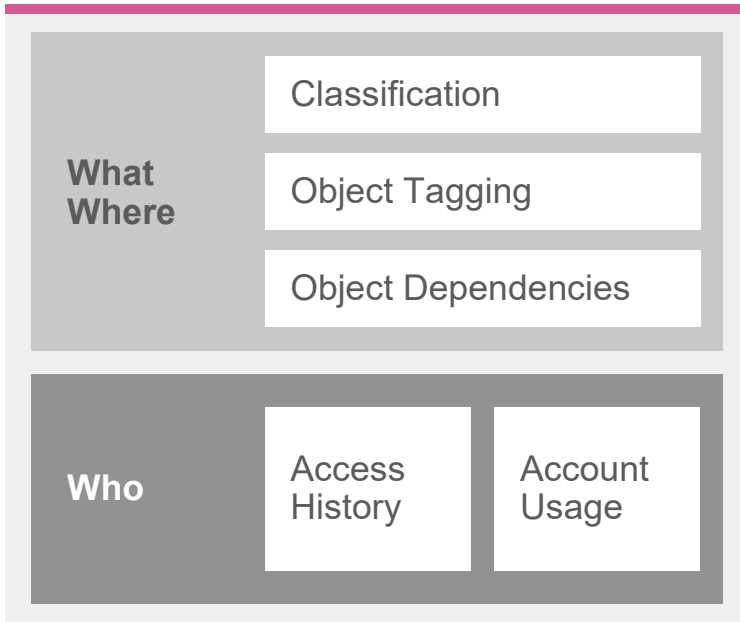 What
Where
Classification
Object Tagging
Object Dependencies
Who
Access
History
Account
Usage